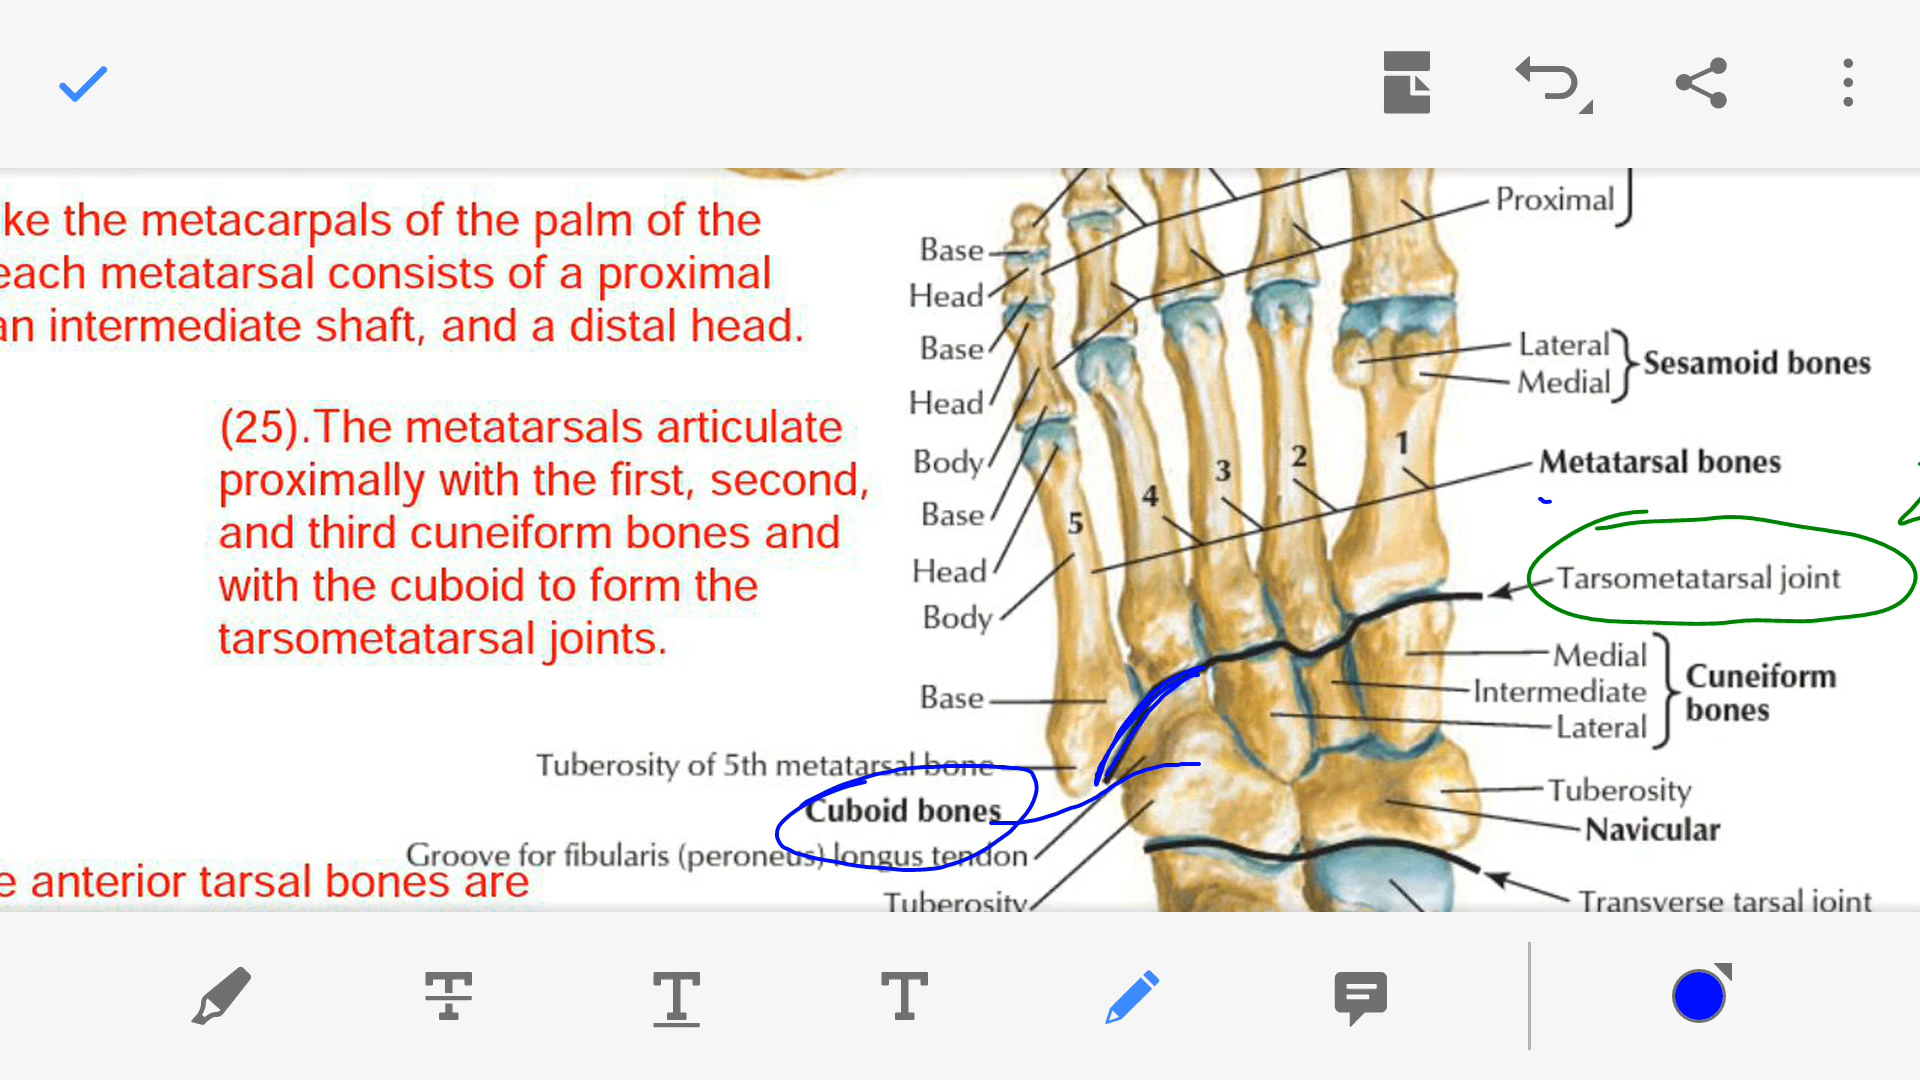 ke the metacarpals of the palm of the
each metatarsal consists of a proximal
an intermediate shaft, and a distal head.
(25).The metatarsals articulate
proximally with the first, second,
and third cuneiform bones and
with the cuboid to form the
tarsometatarsal joints.
e anterior tarsal bones are
Base
Head
Base
Head
Body
Base
Head
Body
Base
Tuberosity of 5th metatarsal bone
Cuboid bones
Groove for fibularis (peroneus) longus tendon
Tuberosity
5
4
3
2
1
Proximal
Lateral
Medial
Sesamoid bones
Metatarsal bones
Tarsometatarsal joint
Medial
Intermediate
Lateral
Cuneiform
bones
Tuberosity
Navicular
Transverse tarsal joint